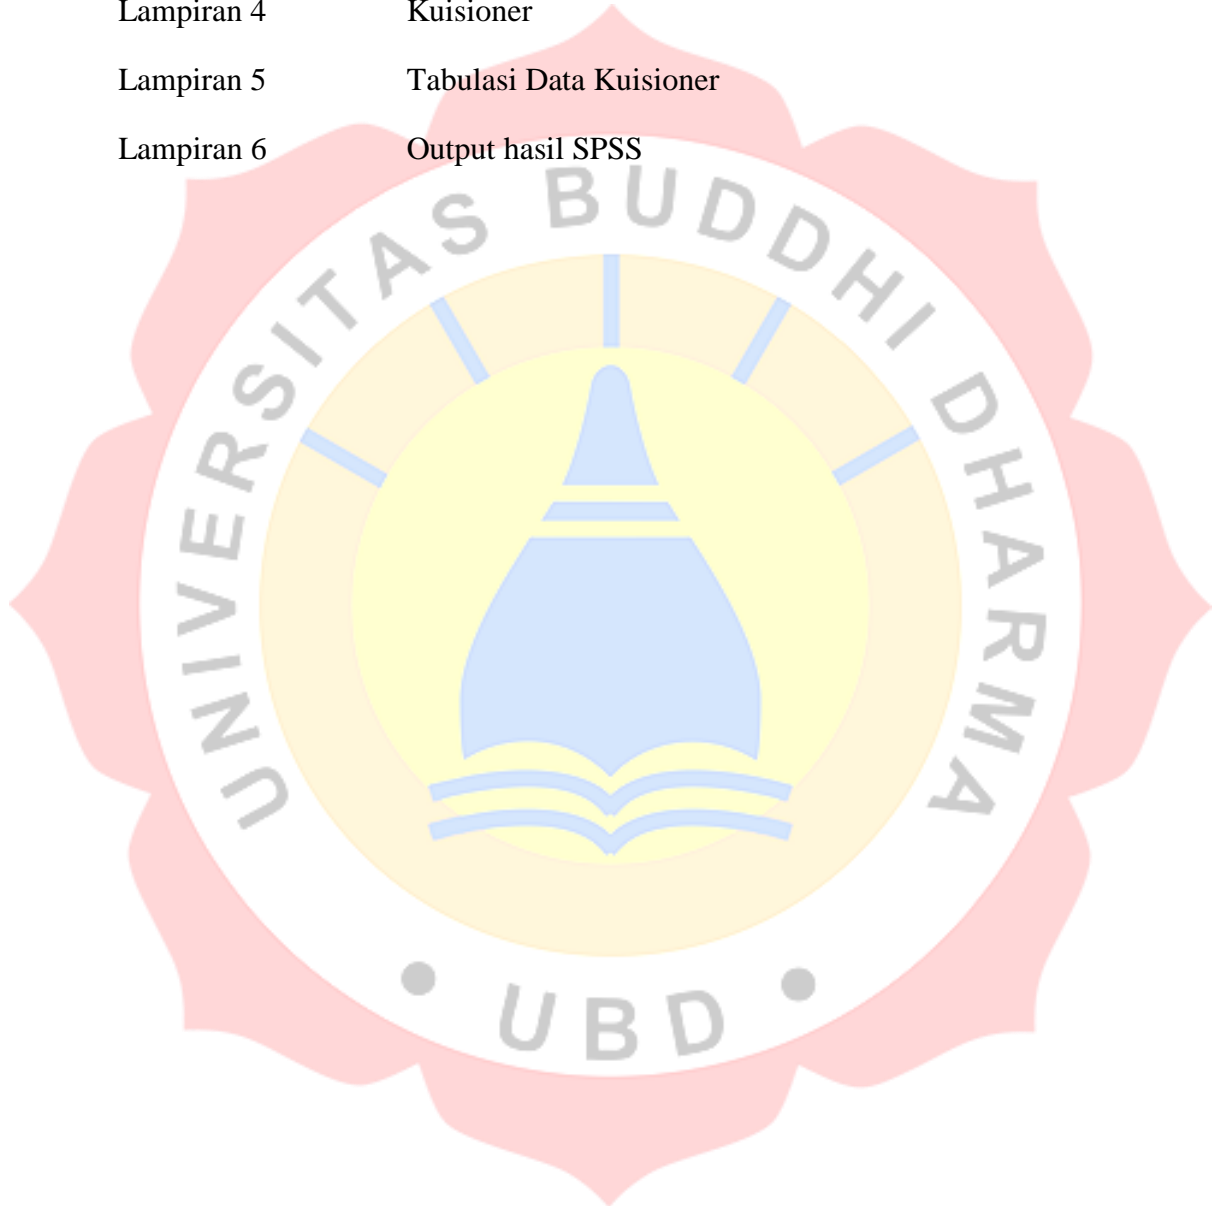 Lampiran 4 Kuisioner
Lampiran 5 Tabulasi Data Kuisioner
Lampiran 6 Output hasil SPSS
UNIVERSITAS BUDDHI DHARMA
• UBD •